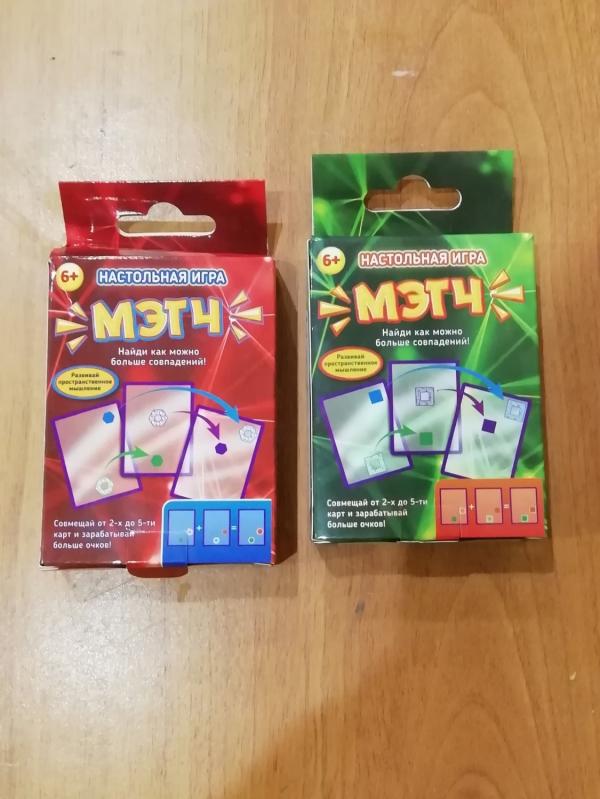 6+
НАСТОЛЬНАЯ ИГРА
МЭТЧ
Найди как можно
больше совпадений!
Развивай
пространственное
мышление
Совмещай от 2-х до 5-ти
карт и зарабатывай
больше очков!
+
=
6+
НАСТОЛЬНАЯ ИГРА
МЭТЧ
Найди как можно
больше совпадений!
Развивай
пространственное
мышление
Совмещай от 2-х до 5-ти
карт и зарабатывай
больше очков!
+
=